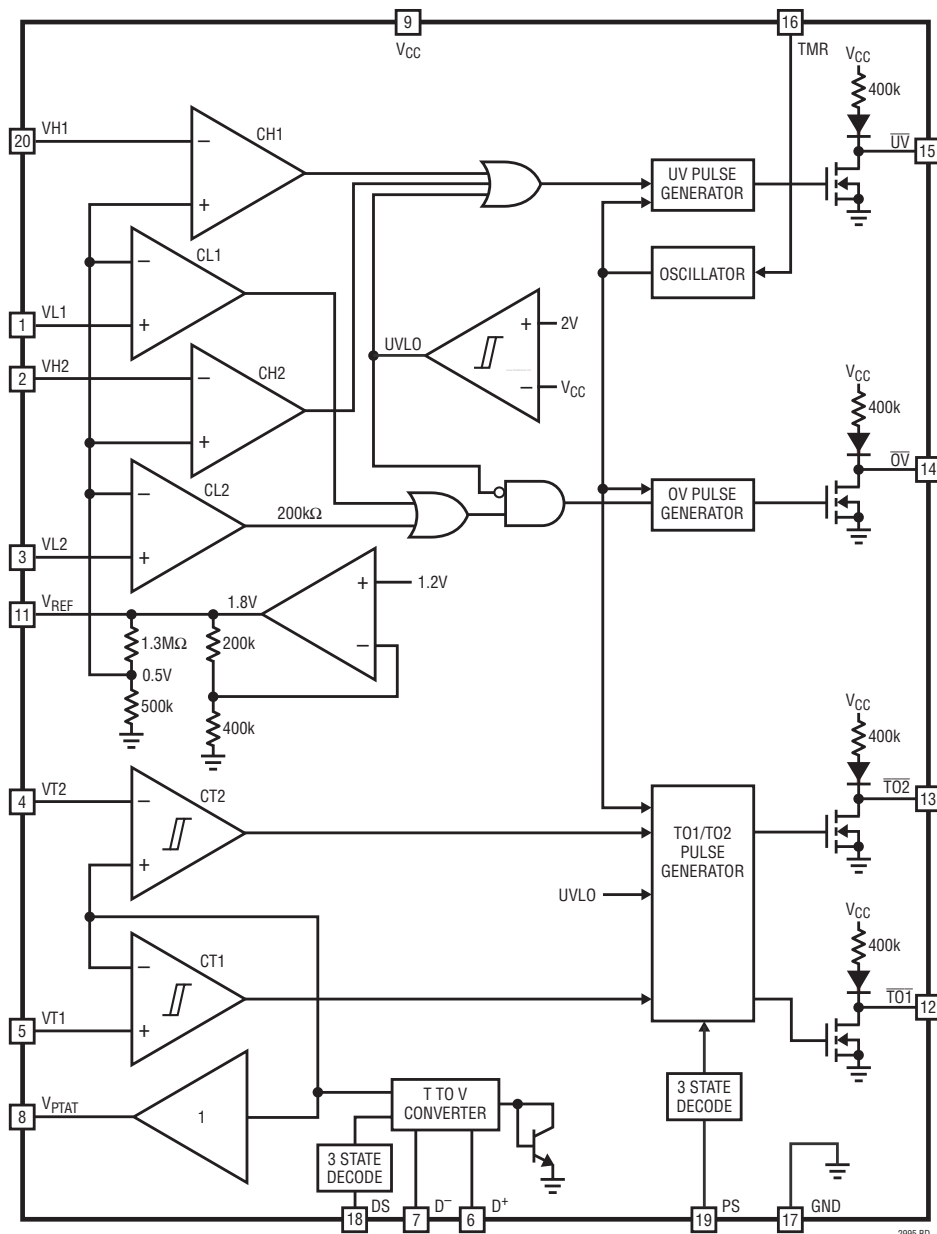 9
VCC
16
TMR
VCC
400k
UV
15
20
VH1
−
+
CH1
UV PULSE
GENERATOR
CL1
−
+
OSCILLATOR
1
VL1
2
VH2
−
+
CH2
UVLO
+
2V
−
VCC
VCC
400k
OV
14
CL2
−
+
200kΩ
OV PULSE
GENERATOR
3
VL2
11
VREF
1.8V
+
1.2V
−
1.3MΩ
200k
0.5V
500k
400k
VCC
400k
TO2
13
4
VT2
−
+
CT2
TO1/TO2
PULSE
GENERATOR
UVLO
VCC
400k
TO1
12
CT1
−
+
5
VT1
8
VPTAT
1
T TO V
CONVERTER
3 STATE
DECODE
3 STATE
DECODE
18
DS
7
D−
6
D+
19
PS
17
GND
2995 BD